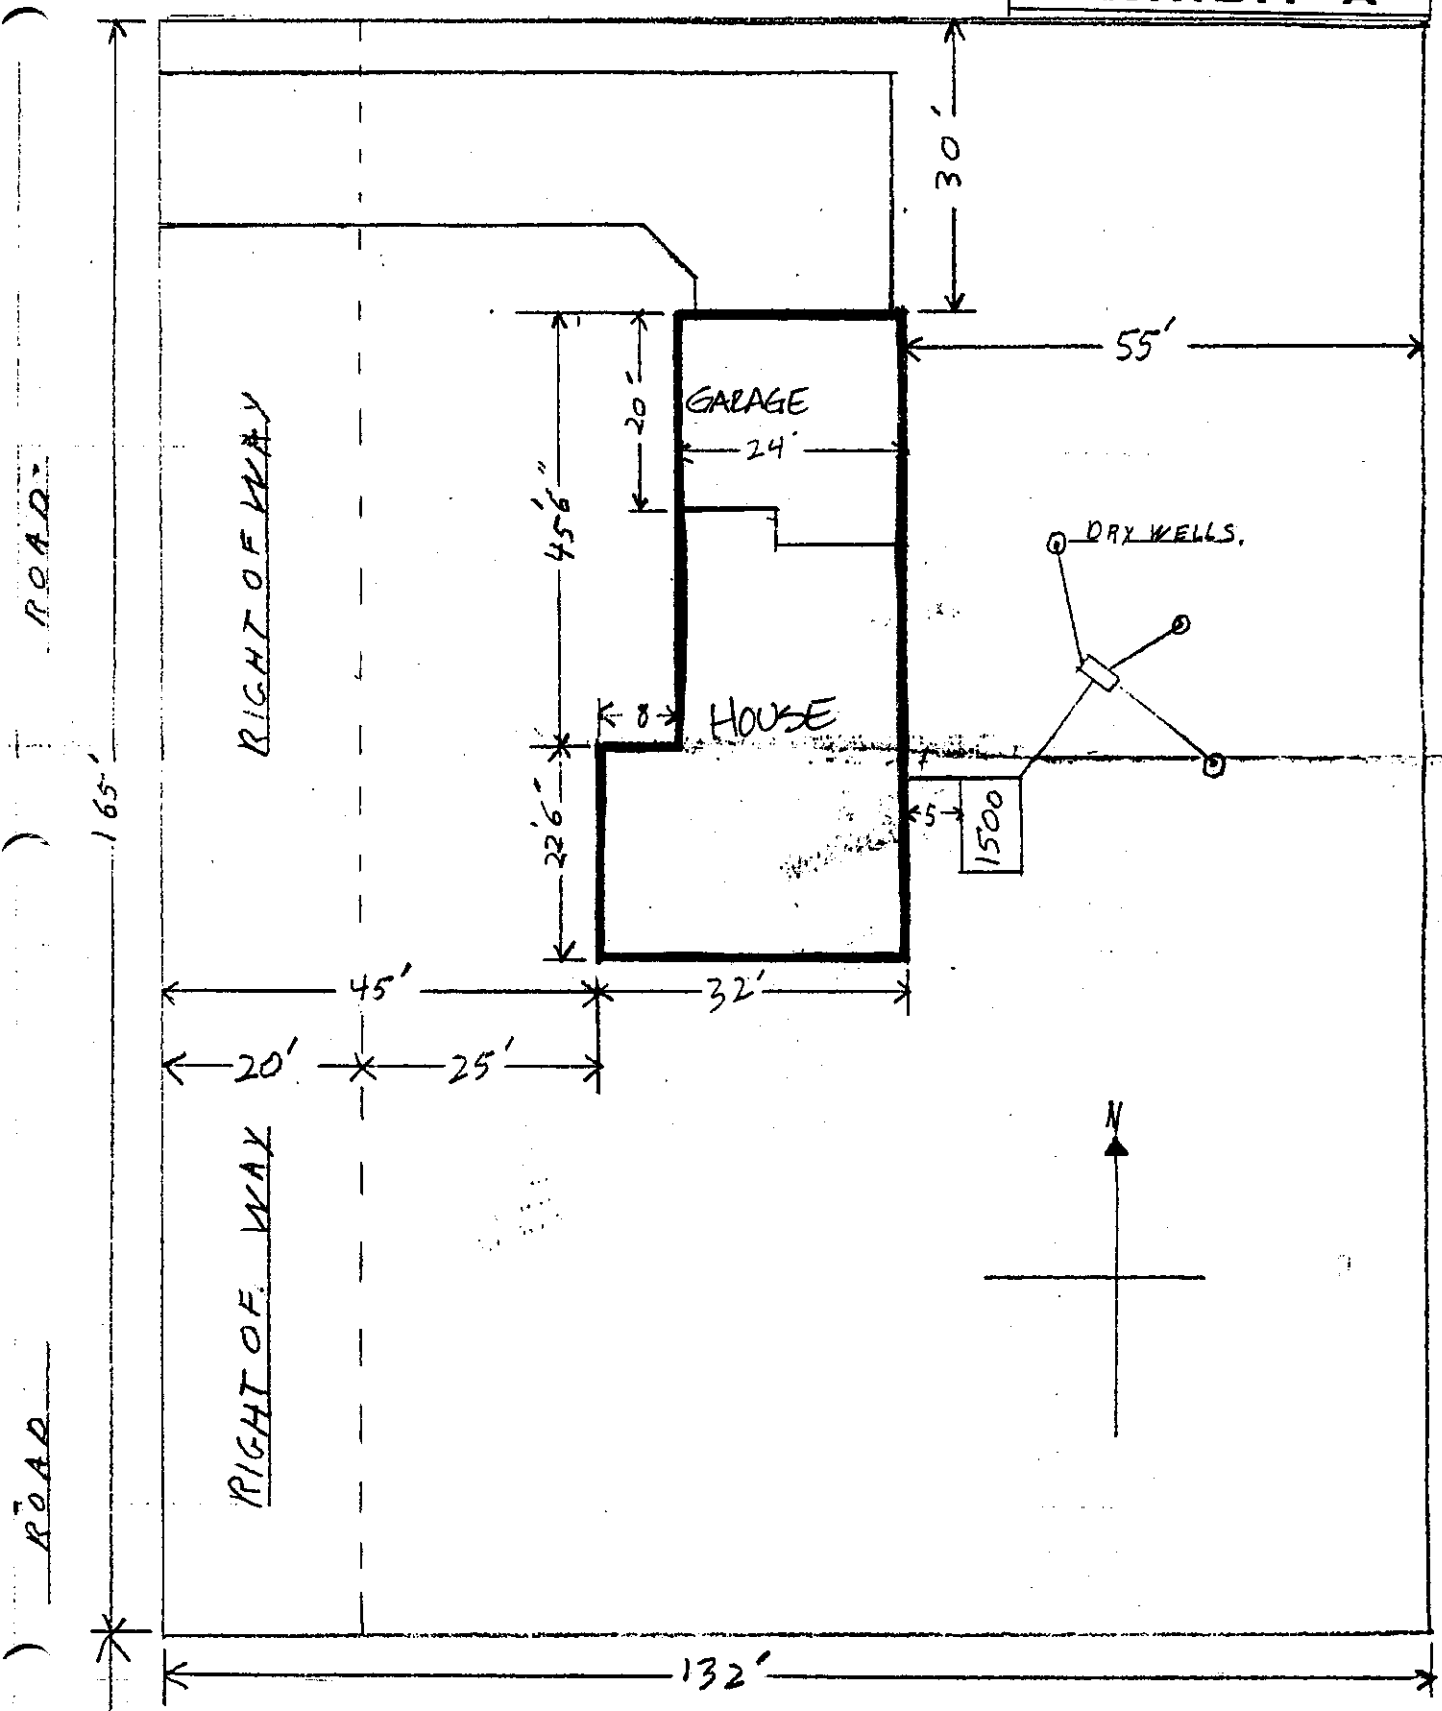 30'
55'
GARAGE
20'
24'
45'6"
ROAD
RIGHT OF WAY
DRY WELLS.
8
HOUSE
165'
22'6"
5
1500
45'
32'
20'
25'
N
RIGHT OF WAY
ROAD
132'